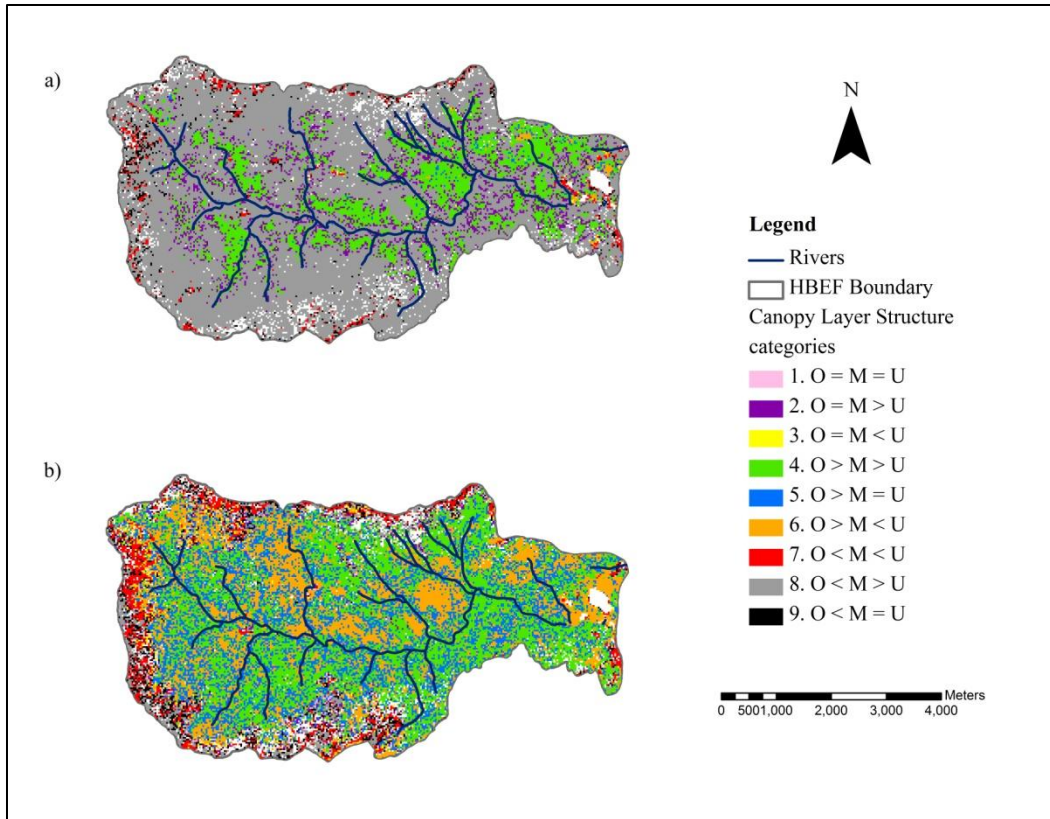 a)
N
Legend
Rivers
HBEF Boundary
Canopy Layer Structure
categories
1. O = M = U
2. O = M > U
3. O = M < U
4. O > M > U
b)
5. O > M = U
6. O > M < U
7. O < M < U
8. O < M > U
9. O < M = U
Meters
0 5001,000 2,000 3,000 4,000